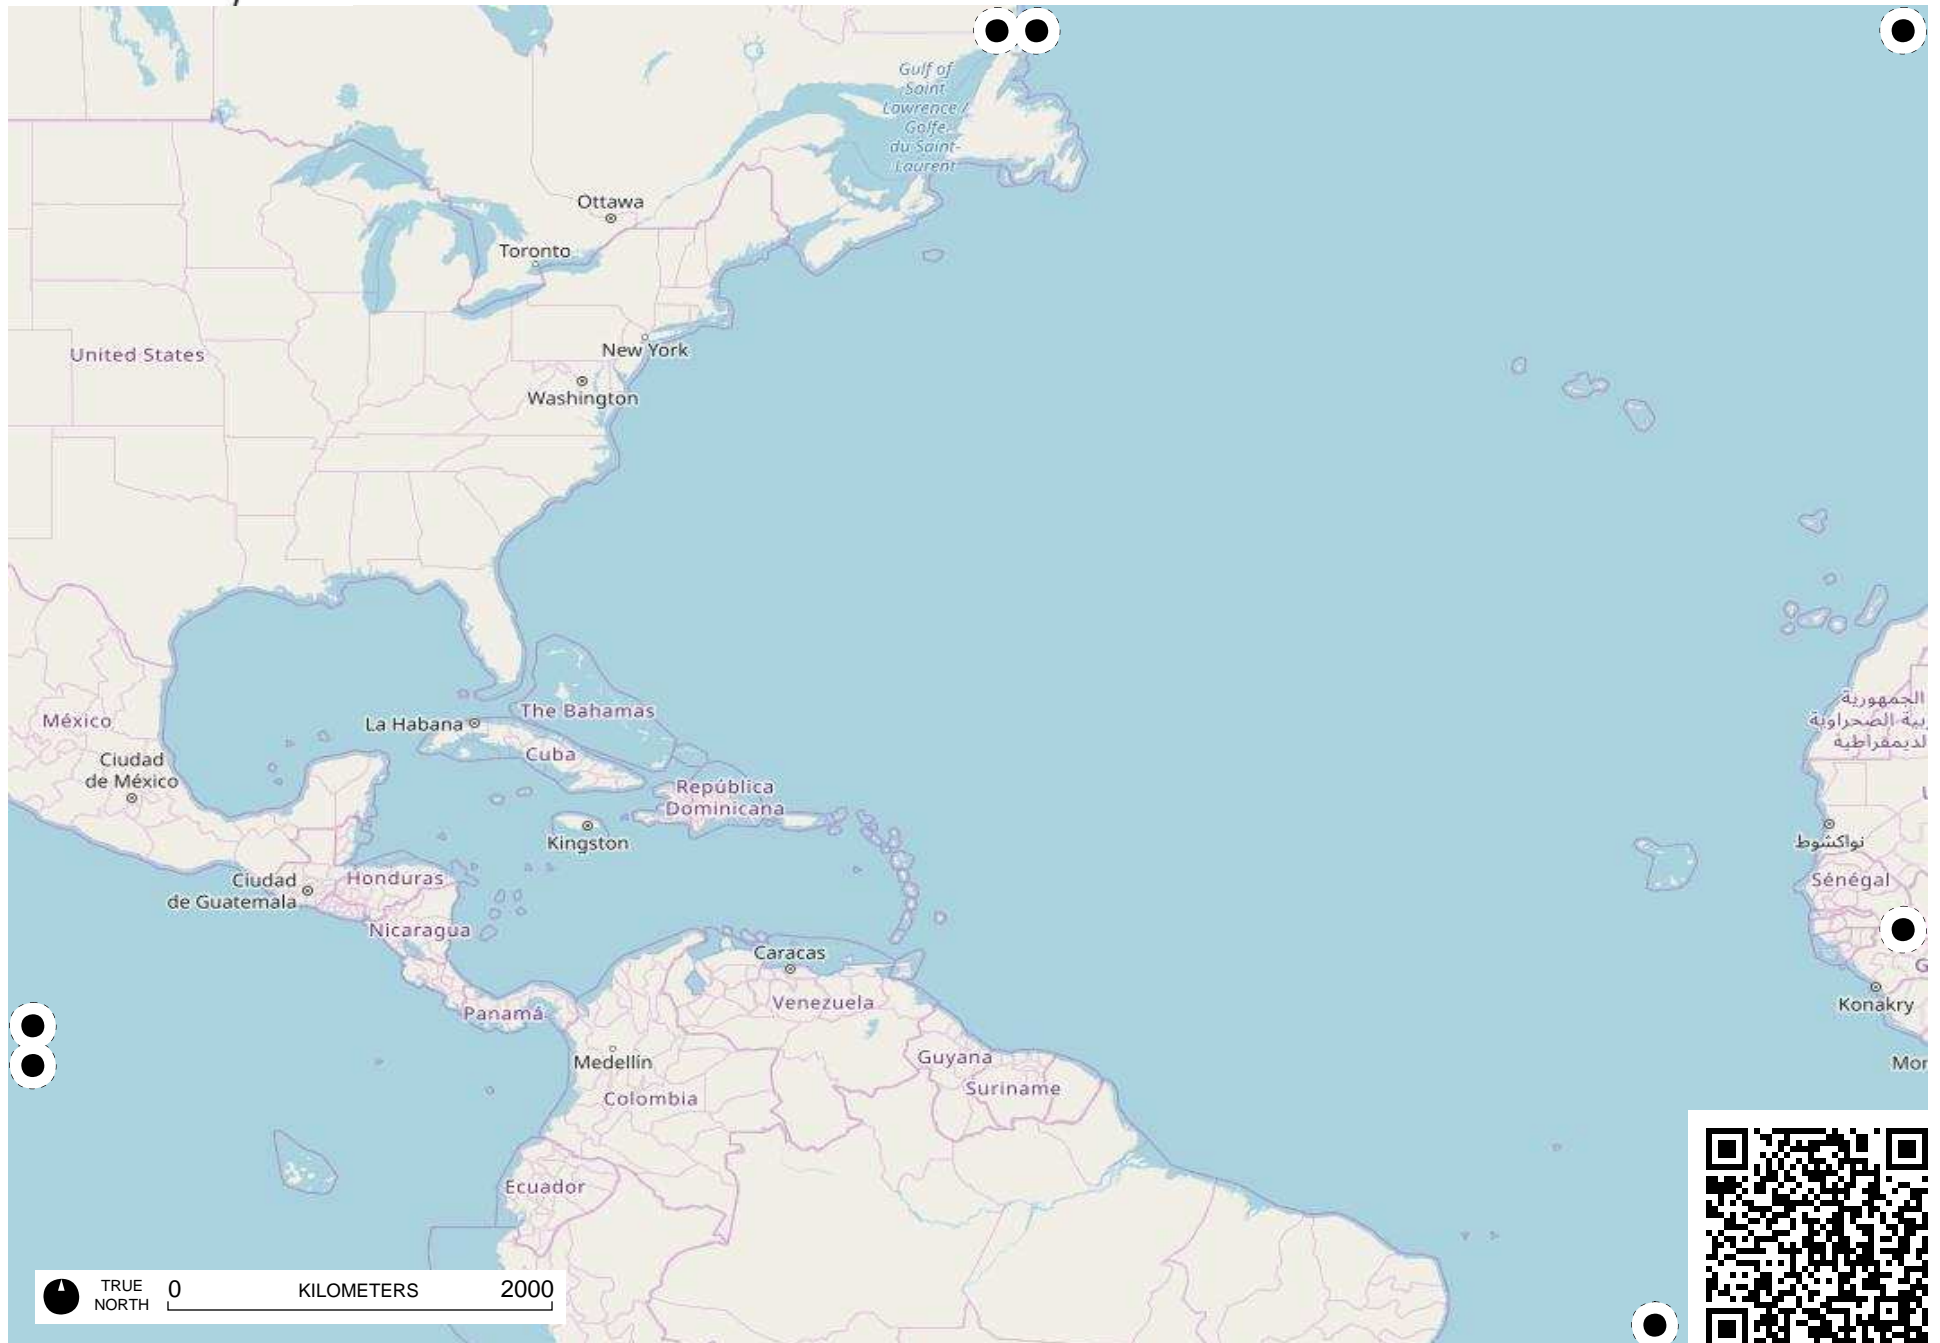 Gulf of
Saint
Lawrence /
Golfe
du Saint-
Laurent
Ottawa
Toronto
New York
United States
Washington
México
La Habana
The Bahamas
Cuba
Ciudad
de México
República
Dominicana
Kingston
الجمهورية
الصحراوية
نواكشوط
Sénégal
Ciudad
de Guatemala
Honduras
Nicaragua
Caracas
Venezuela
Panamá
Konakry
Medellín
Guyana
Suriname
Colombia
Ecuador
TRUE
NORTH
0 KILOMETERS 2000